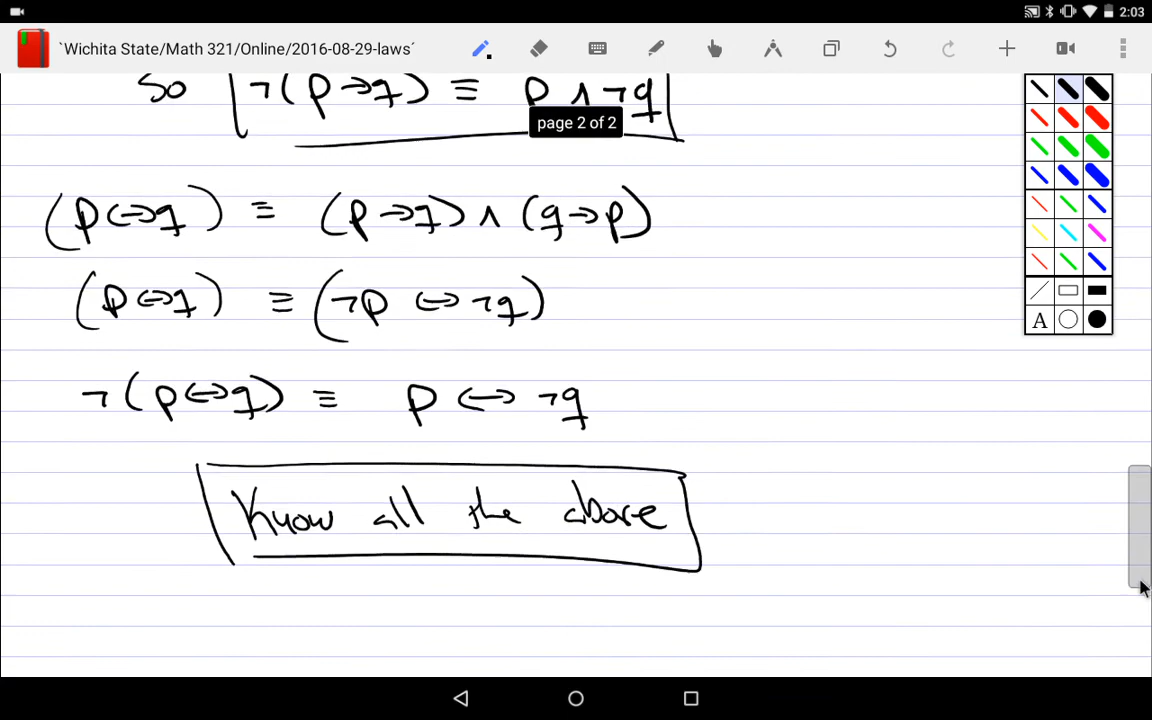 2:03
`Wichita State/Math 321/Online/2016-08-29-laws´
So ¬(p→q) ≡ p ∧ ¬q
page 2 of 2
(p↔q) ≡ (p→q) ∧ (q→p)
(p↔q) ≡ (¬p ↔ ¬q)
¬(p↔q) ≡ p ↔ ¬q
Know all the above
A